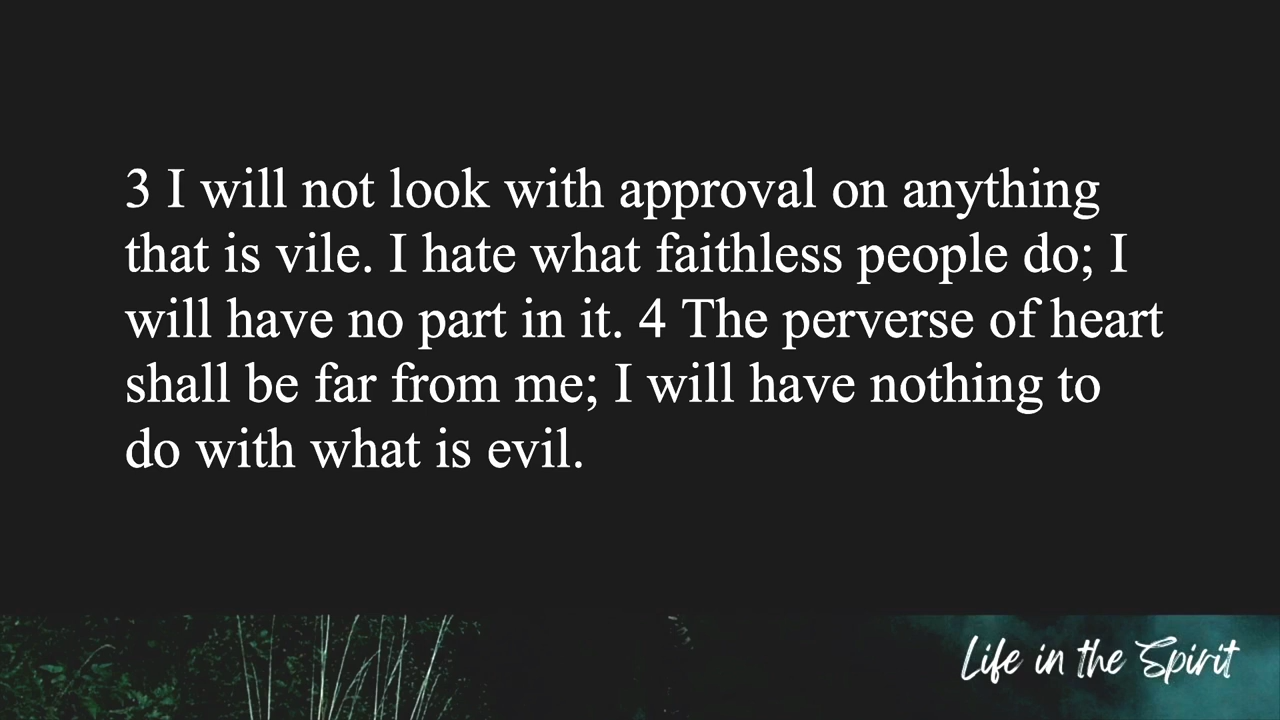 3 I will not look with approval on anything
that is vile. I hate what faithless people do; I
will have no part in it. 4 The perverse of heart
shall be far from me; I will have nothing to
do with what is evil.
Life in the Spirit